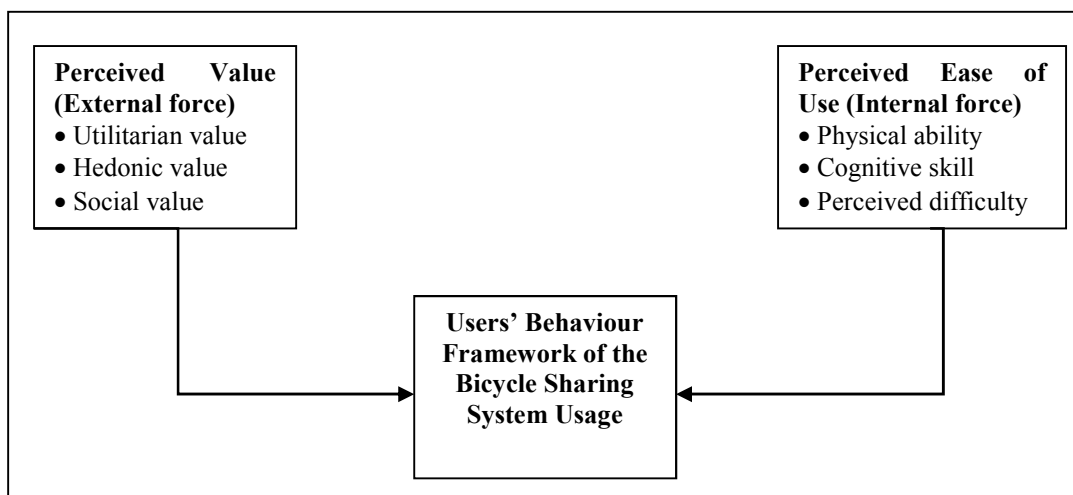 Perceived Value
(External force)
• Utilitarian value
• Hedonic value
• Social value
Perceived Ease of
Use (Internal force)
• Physical ability
• Cognitive skill
• Perceived difficulty
Users’ Behaviour
Framework of the
Bicycle Sharing
System Usage